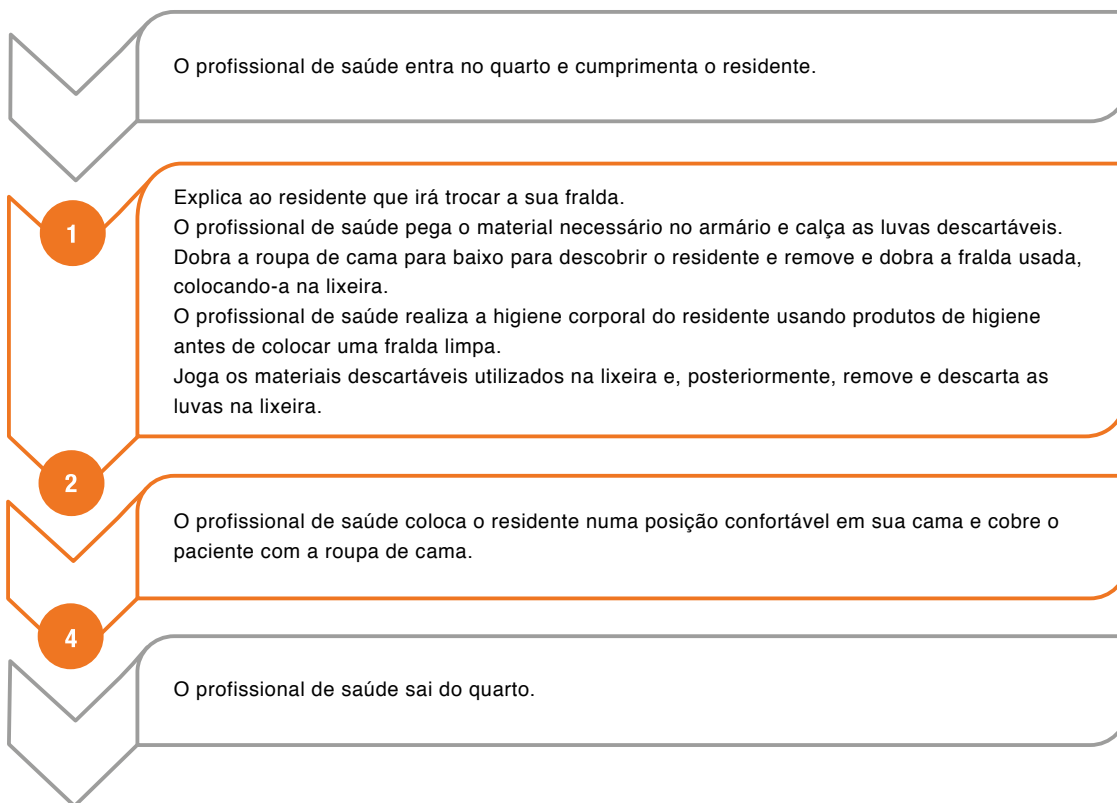 O profissional de saúde entra no quarto e cumprimenta o residente.
1
Explica ao residente que irá trocar a sua fralda.
O profissional de saúde pega o material necessário no armário e calça as luvas descartáveis.
Dobra a roupa de cama para baixo para descobrir o residente e remove e dobra a fralda usada,
colocando-a na lixeira.
O profissional de saúde realiza a higiene corporal do residente usando produtos de higiene
antes de colocar uma fralda limpa.
Joga os materiais descartáveis utilizados na lixeira e, posteriormente, remove e descarta as
luvas na lixeira.
2
O profissional de saúde coloca o residente numa posição confortável em sua cama e cobre o
paciente com a roupa de cama.
4
O profissional de saúde sai do quarto.